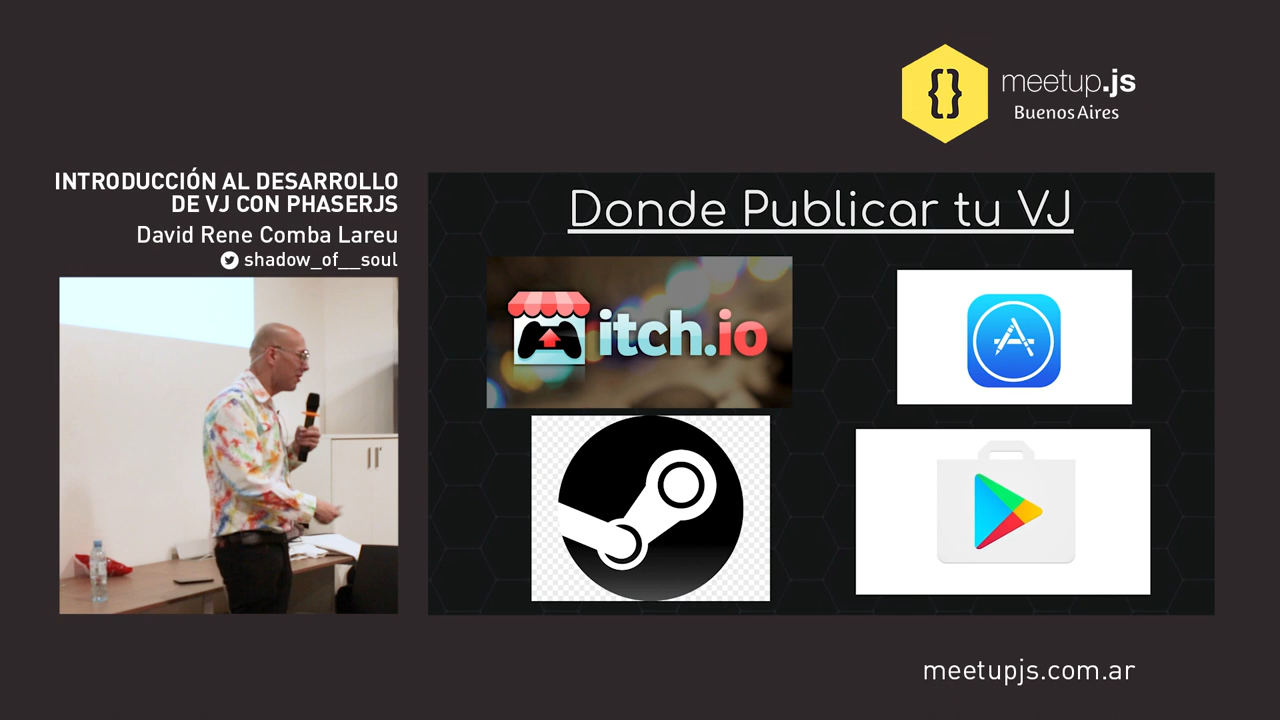 meetup.js
Buenos Aires
INTRODUCCIÓN AL DESARROLLO
DE VJ CON PHASERJS
David Rene Comba Lareu
shadow_of__soul
Donde Publicar tu VJ
itch.io
meetupjs.com.ar